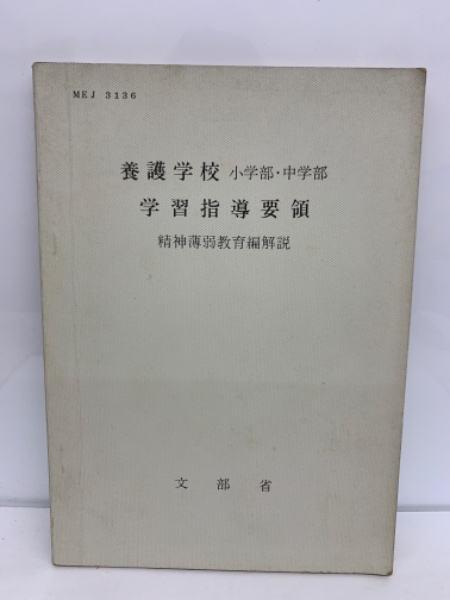 MEJ 3136
養護学校 小学部・中学部
学習指導要領
精神薄弱教育編解説
文部省